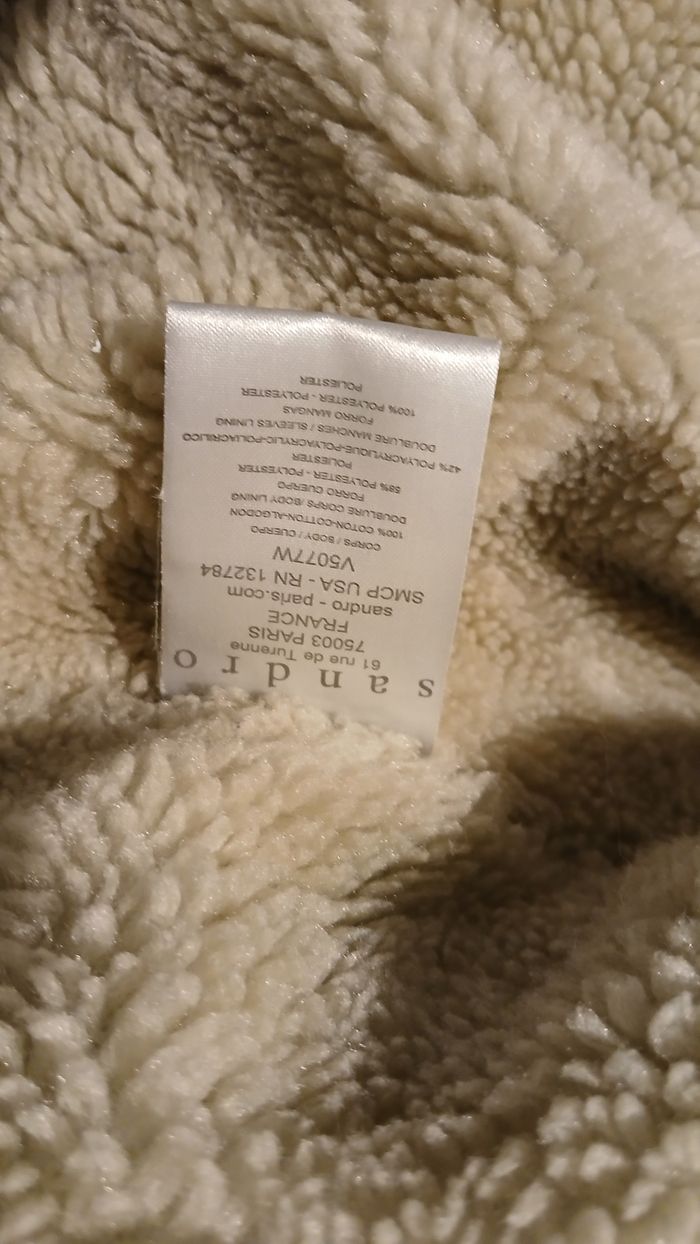 sandro
61 rue de Turenne
75003 PARIS
FRANCE
sandro - paris.com
SMCP USA - RN 132784
V5077W
CORPS / BODY / CUERPO
100% COTON-COTTON-ALGODON
DOUBLURE CORPS /BODY LINING
FORRO CUERPO
58% POLYESTER - POLYESTER
POLIESTER
42% POLYACRYLIQUE-POLYACRYLIC-POLIACRILICO
DOUBLURE MANCHES / SLEEVES LINING
FORRO MANGAS
100% POLYESTER - POLYESTER
POLIESTER